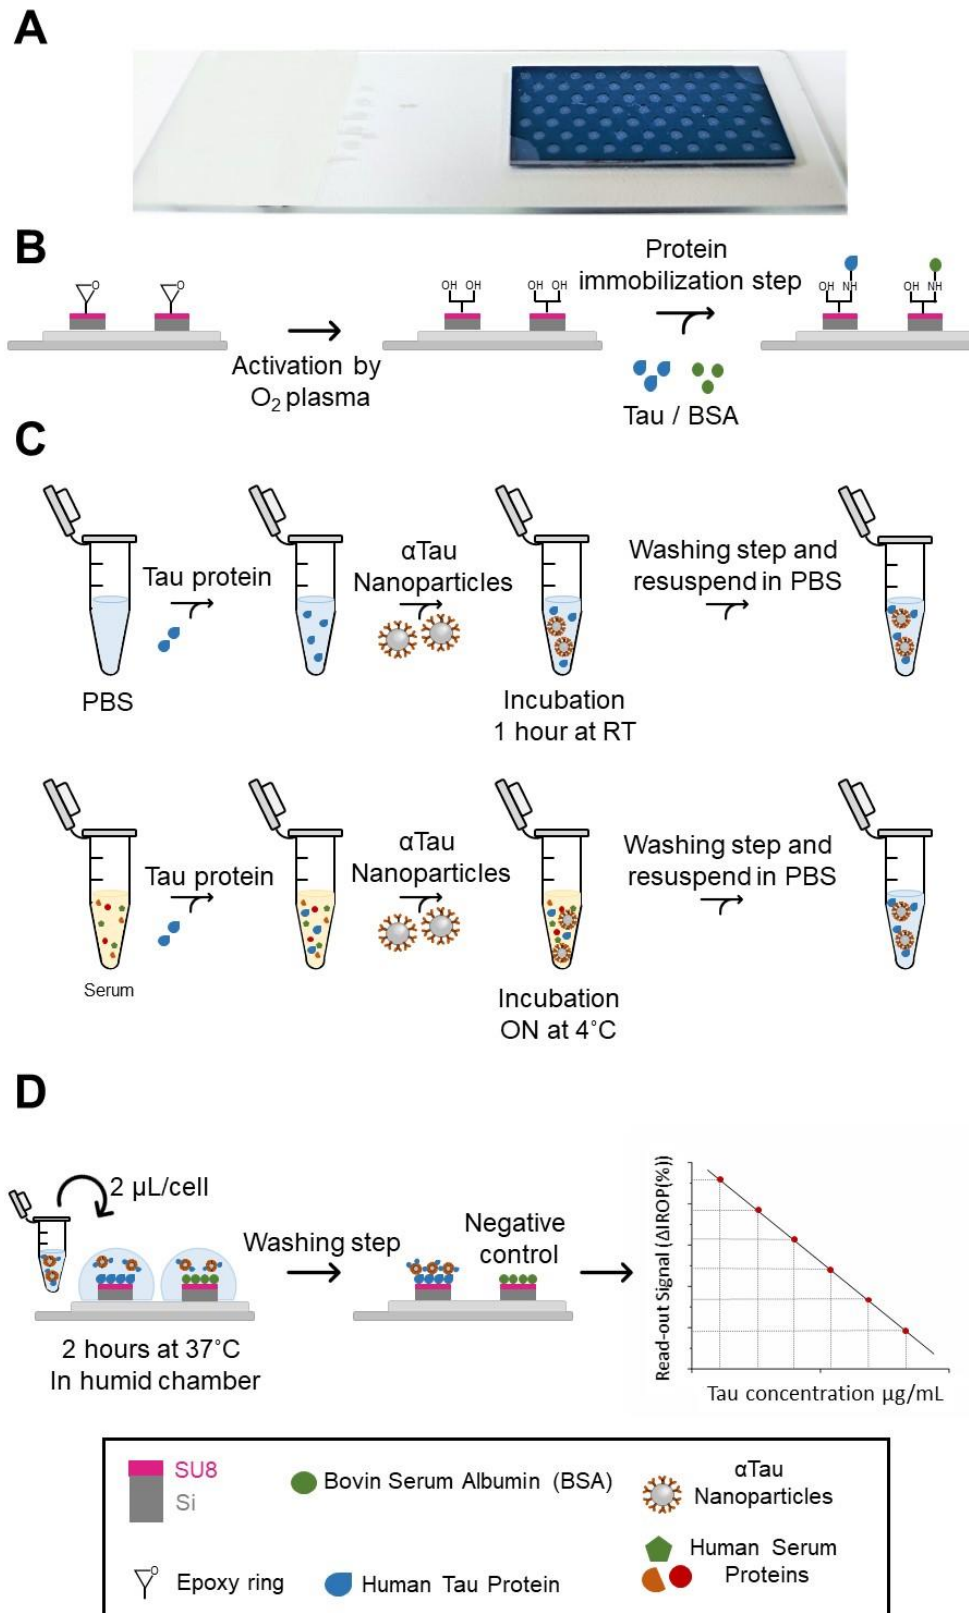 A
B
Protein
immobilization step
O
O
OH OH
OH OH
OH NH
OH NH
Activation by
O2 plasma
Tau / BSA
C
Tau protein
αTau
Nanoparticles
Washing step and
resuspend in PBS
PBS
Incubation
1 hour at RT
Tau protein
αTau
Nanoparticles
Washing step and
resuspend in PBS
Serum
Incubation
ON at 4˚C
D
2 µL/cell
Washing step
Negative
control
2 hours at 37˚C
In humid chamber
Read-out Signal (ΔIROP(%))
Tau concentration µg/mL
SU8
Si
Bovin Serum Albumin (BSA)
αTau
Nanoparticles
O
Epoxy ring
Human Tau Protein
Human Serum
Proteins